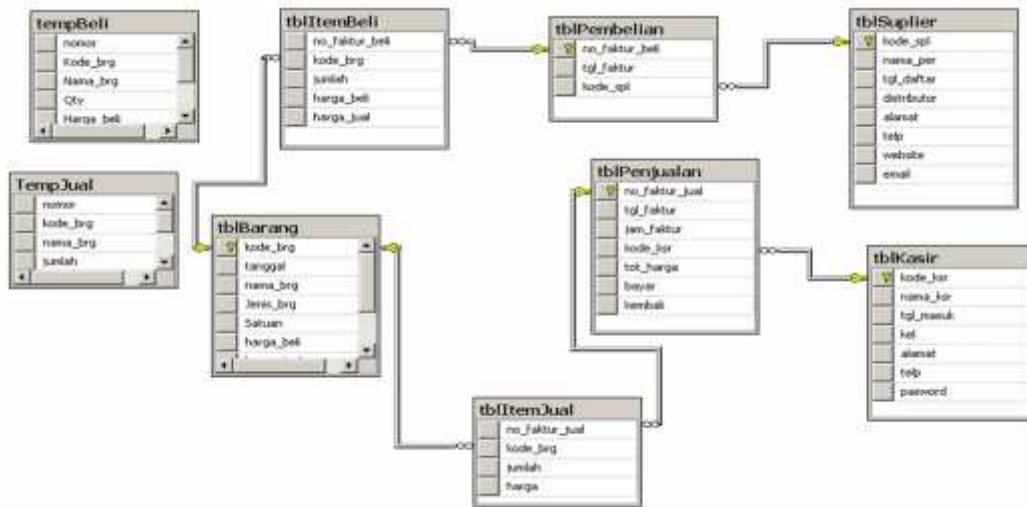 tempBeli
nomor
Kode_brg
Nama_brg
Qty
Harga_beli
tblItemBeli
no_faktur_beli
kode_brg
jumlah
harga_beli
harga_jual
tblPembelian
no_faktur_beli
tgl_faktur
kode_spl
tblSuplier
kode_spl
nama_per
tgl_daftar
distributor
alamat
telp
website
email
TempJual
nomor
kode_brg
nama_brg
jumlah
tblBarang
kode_brg
tanggal
nama_brg
Jenis_brg
Satuan
harga_beli
tblPenjualan
no_faktur_jual
tgl_faktur
jam_faktur
kode_ksr
tot_harga
bayar
kembali
tblKasir
kode_ksr
nama_ksr
tgl_masuk
kel
alamat
telp
pasword
tblItemJual
no_faktur_jual
kode_brg
jumlah
harga